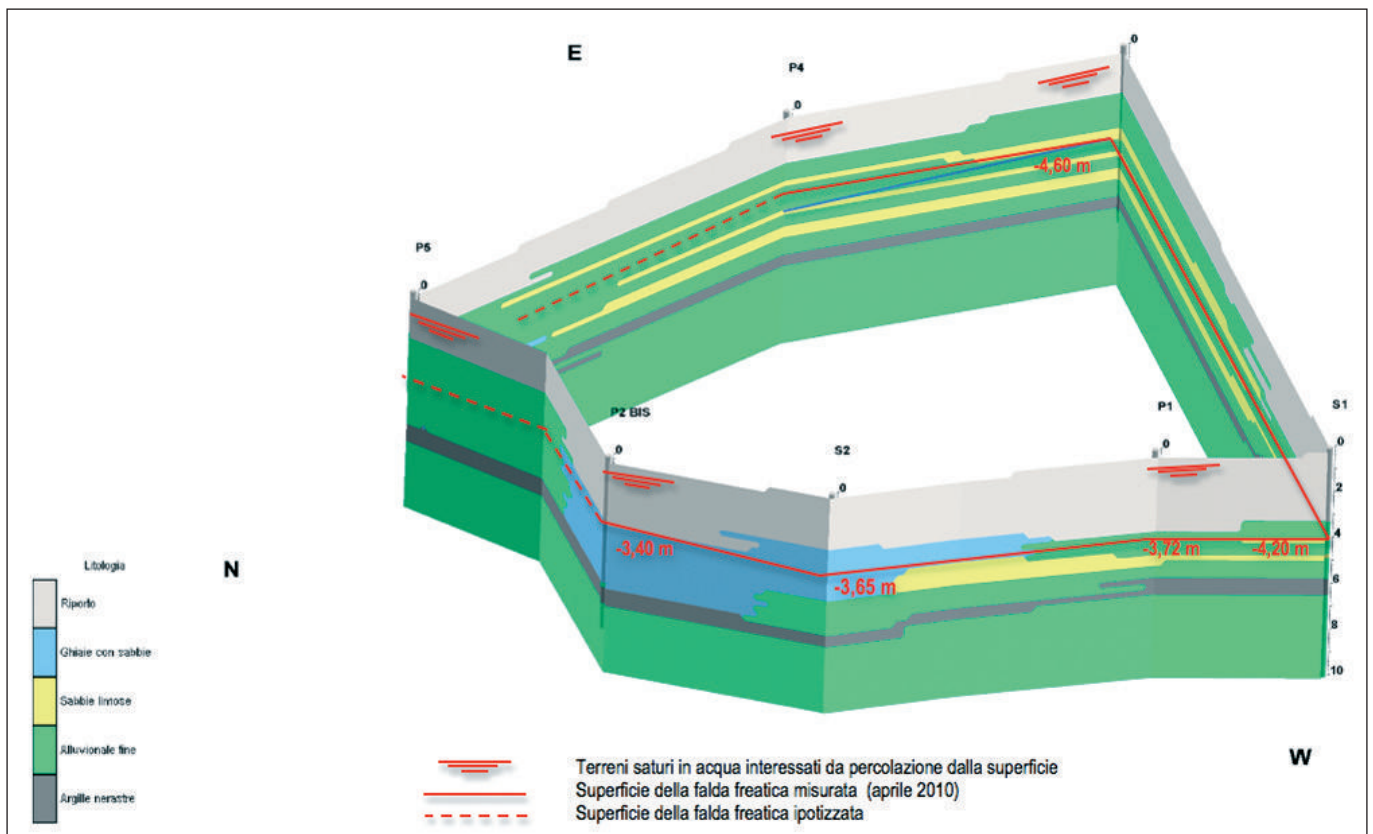 E
0
P4
0
-4,60 m
P5
0
P2 BIS
0
S2
0
P1
0
S1
0
2
4
6
8
10
-3,40 m
-3,65 m
-3,72 m
-4,20 m
N
W
Litologia
Riporto
Ghiaie con sabbie
Sabbie limose
Alluvionale fine
Argille nerastre
Terreni saturi in acqua interessati da percolazione dalla superficie
Superficie della falda freatica misurata (aprile 2010)
Superficie della falda freatica ipotizzata